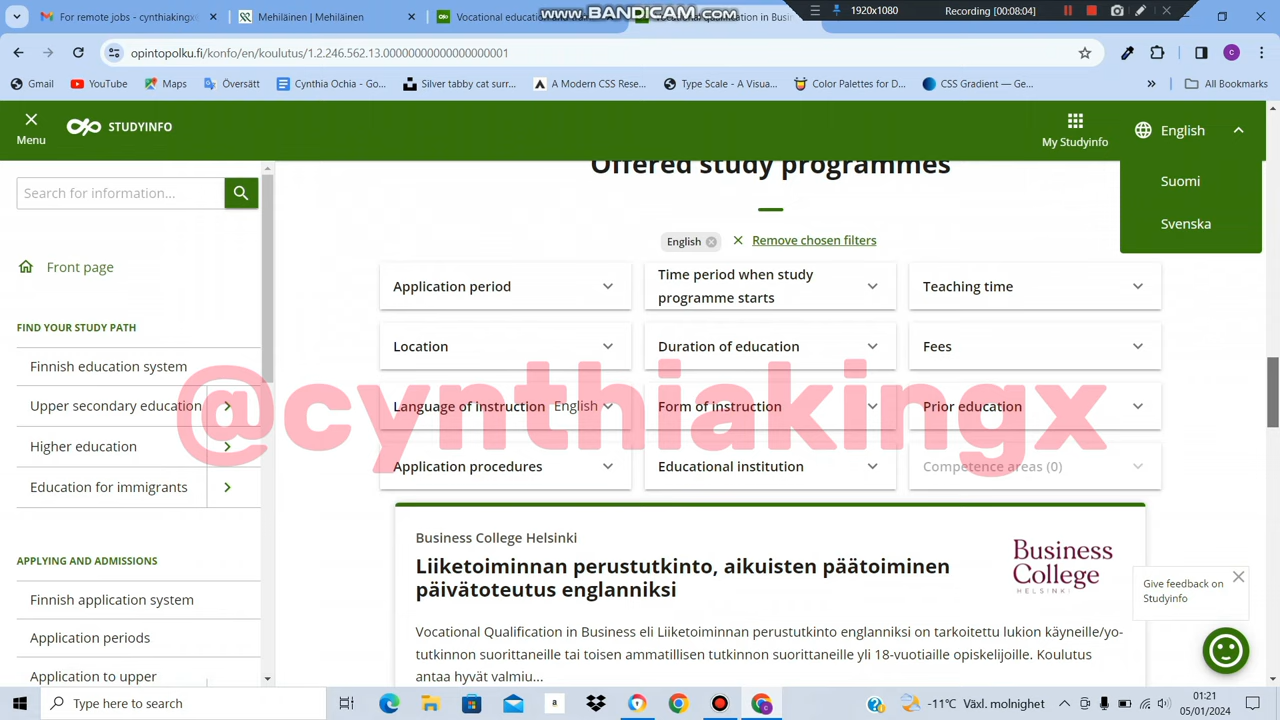 (no subject) - cynthiakingo
Mehiläinen | Mehiläinen
Vocational educ
www.BANDICAM.com
1920x1080
Recording [00:08:04]
opintopolku.fi/konfo/en/koulutus/1.2.246.562.13.00000000000000000001
Gmail
YouTube
Maps
Översätt
Cynthia Ochia - Go...
Silver tabby cat surr...
A Modern CSS Rese...
Type Scale - A Visua...
Color Palettes for D...
CSS Gradient — Ge...
»
All Bookmarks
Menu
STUDYINFO
My Studyinfo
English
Suomi
Svenska
Search for information...
Front page
FIND YOUR STUDY PATH
Finnish education system
Upper secondary education
Higher education
Education for immigrants
APPLYING AND ADMISSIONS
Finnish application system
Application periods
Application to upper
Offered study programmes
English
Remove chosen filters
Application period
Time period when study
programme starts
Teaching time
Location
Duration of education
Fees
@cynthiakingx
Language of instruction English
Form of instruction
Prior education
Application procedures
Educational institution
Competence areas (0)
Business College Helsinki
Liiketoiminnan perustutkinto, aikuisten päätoiminen
päivätoteutus englanniksi
Business
College
HELSINKI
Vocational Qualification in Business eli Liiketoiminnan perustutkinto englanniksi on tarkoitettu lukion käyneille/yo-
tutkinnon suorittaneille tai toisen ammatillisen tutkinnon suorittaneille yli 18-vuotiaille opiskelijoille. Koulutus
antaa hyvät valmiu...
Give feedback on
Studyinfo
Type here to search
-11°C Växl. molnighet
01:21
05/01/2024